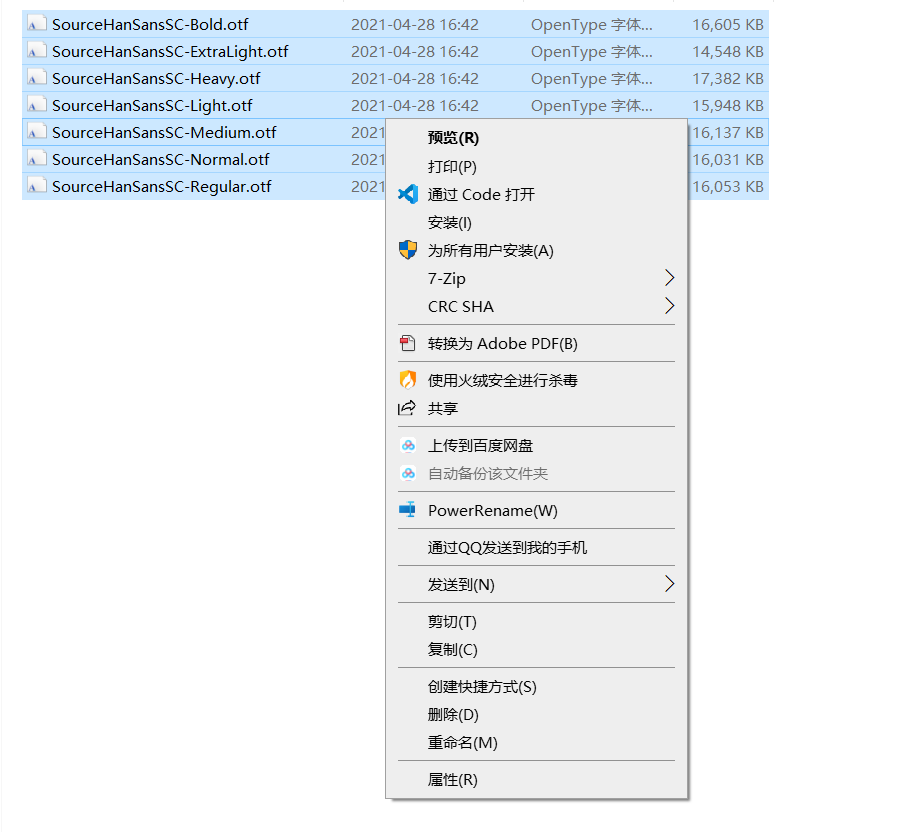 SourceHanSansSC-Bold.otf 2021-04-28 16:42 OpenType 字体... 16,605 KB
SourceHanSansSC-ExtraLight.otf 2021-04-28 16:42 OpenType 字体... 14,548 KB
SourceHanSansSC-Heavy.otf 2021-04-28 16:42 OpenType 字体... 17,382 KB
SourceHanSansSC-Light.otf 2021-04-28 16:42 OpenType 字体... 15,948 KB
SourceHanSansSC-Medium.otf 2021 16,137 KB
SourceHanSansSC-Normal.otf 2021 16,031 KB
SourceHanSansSC-Regular.otf 2021 16,053 KB
预览(R)
打印(P)
通过 Code 打开
安装(I)
为所有用户安装(A)
7-Zip
CRC SHA
转换为 Adobe PDF(B)
使用火绒安全进行杀毒
共享
上传到百度网盘
自动备份该文件夹
PowerRename(W)
通过QQ发送到我的手机
发送到(N)
剪切(T)
复制(C)
创建快捷方式(S)
删除(D)
重命名(M)
属性(R)